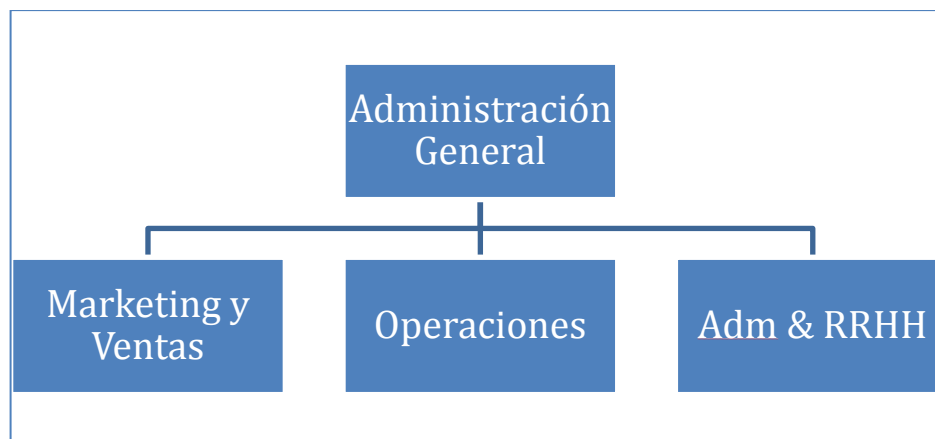 Administración
General
Marketing y
Ventas
Operaciones
Adm & RRHH